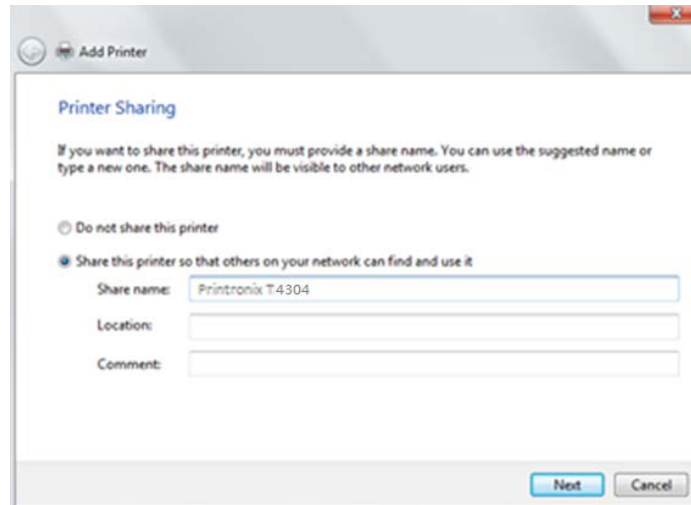 Add Printer
Printer Sharing
If you want to share this printer, you must provide a share name. You can use the suggested name or
type a new one. The share name will be visible to other network users.
Do not share this printer
Share this printer so that others on your network can find and use it
Share name: Printronix T4304
Location:
Comment:
Next Cancel